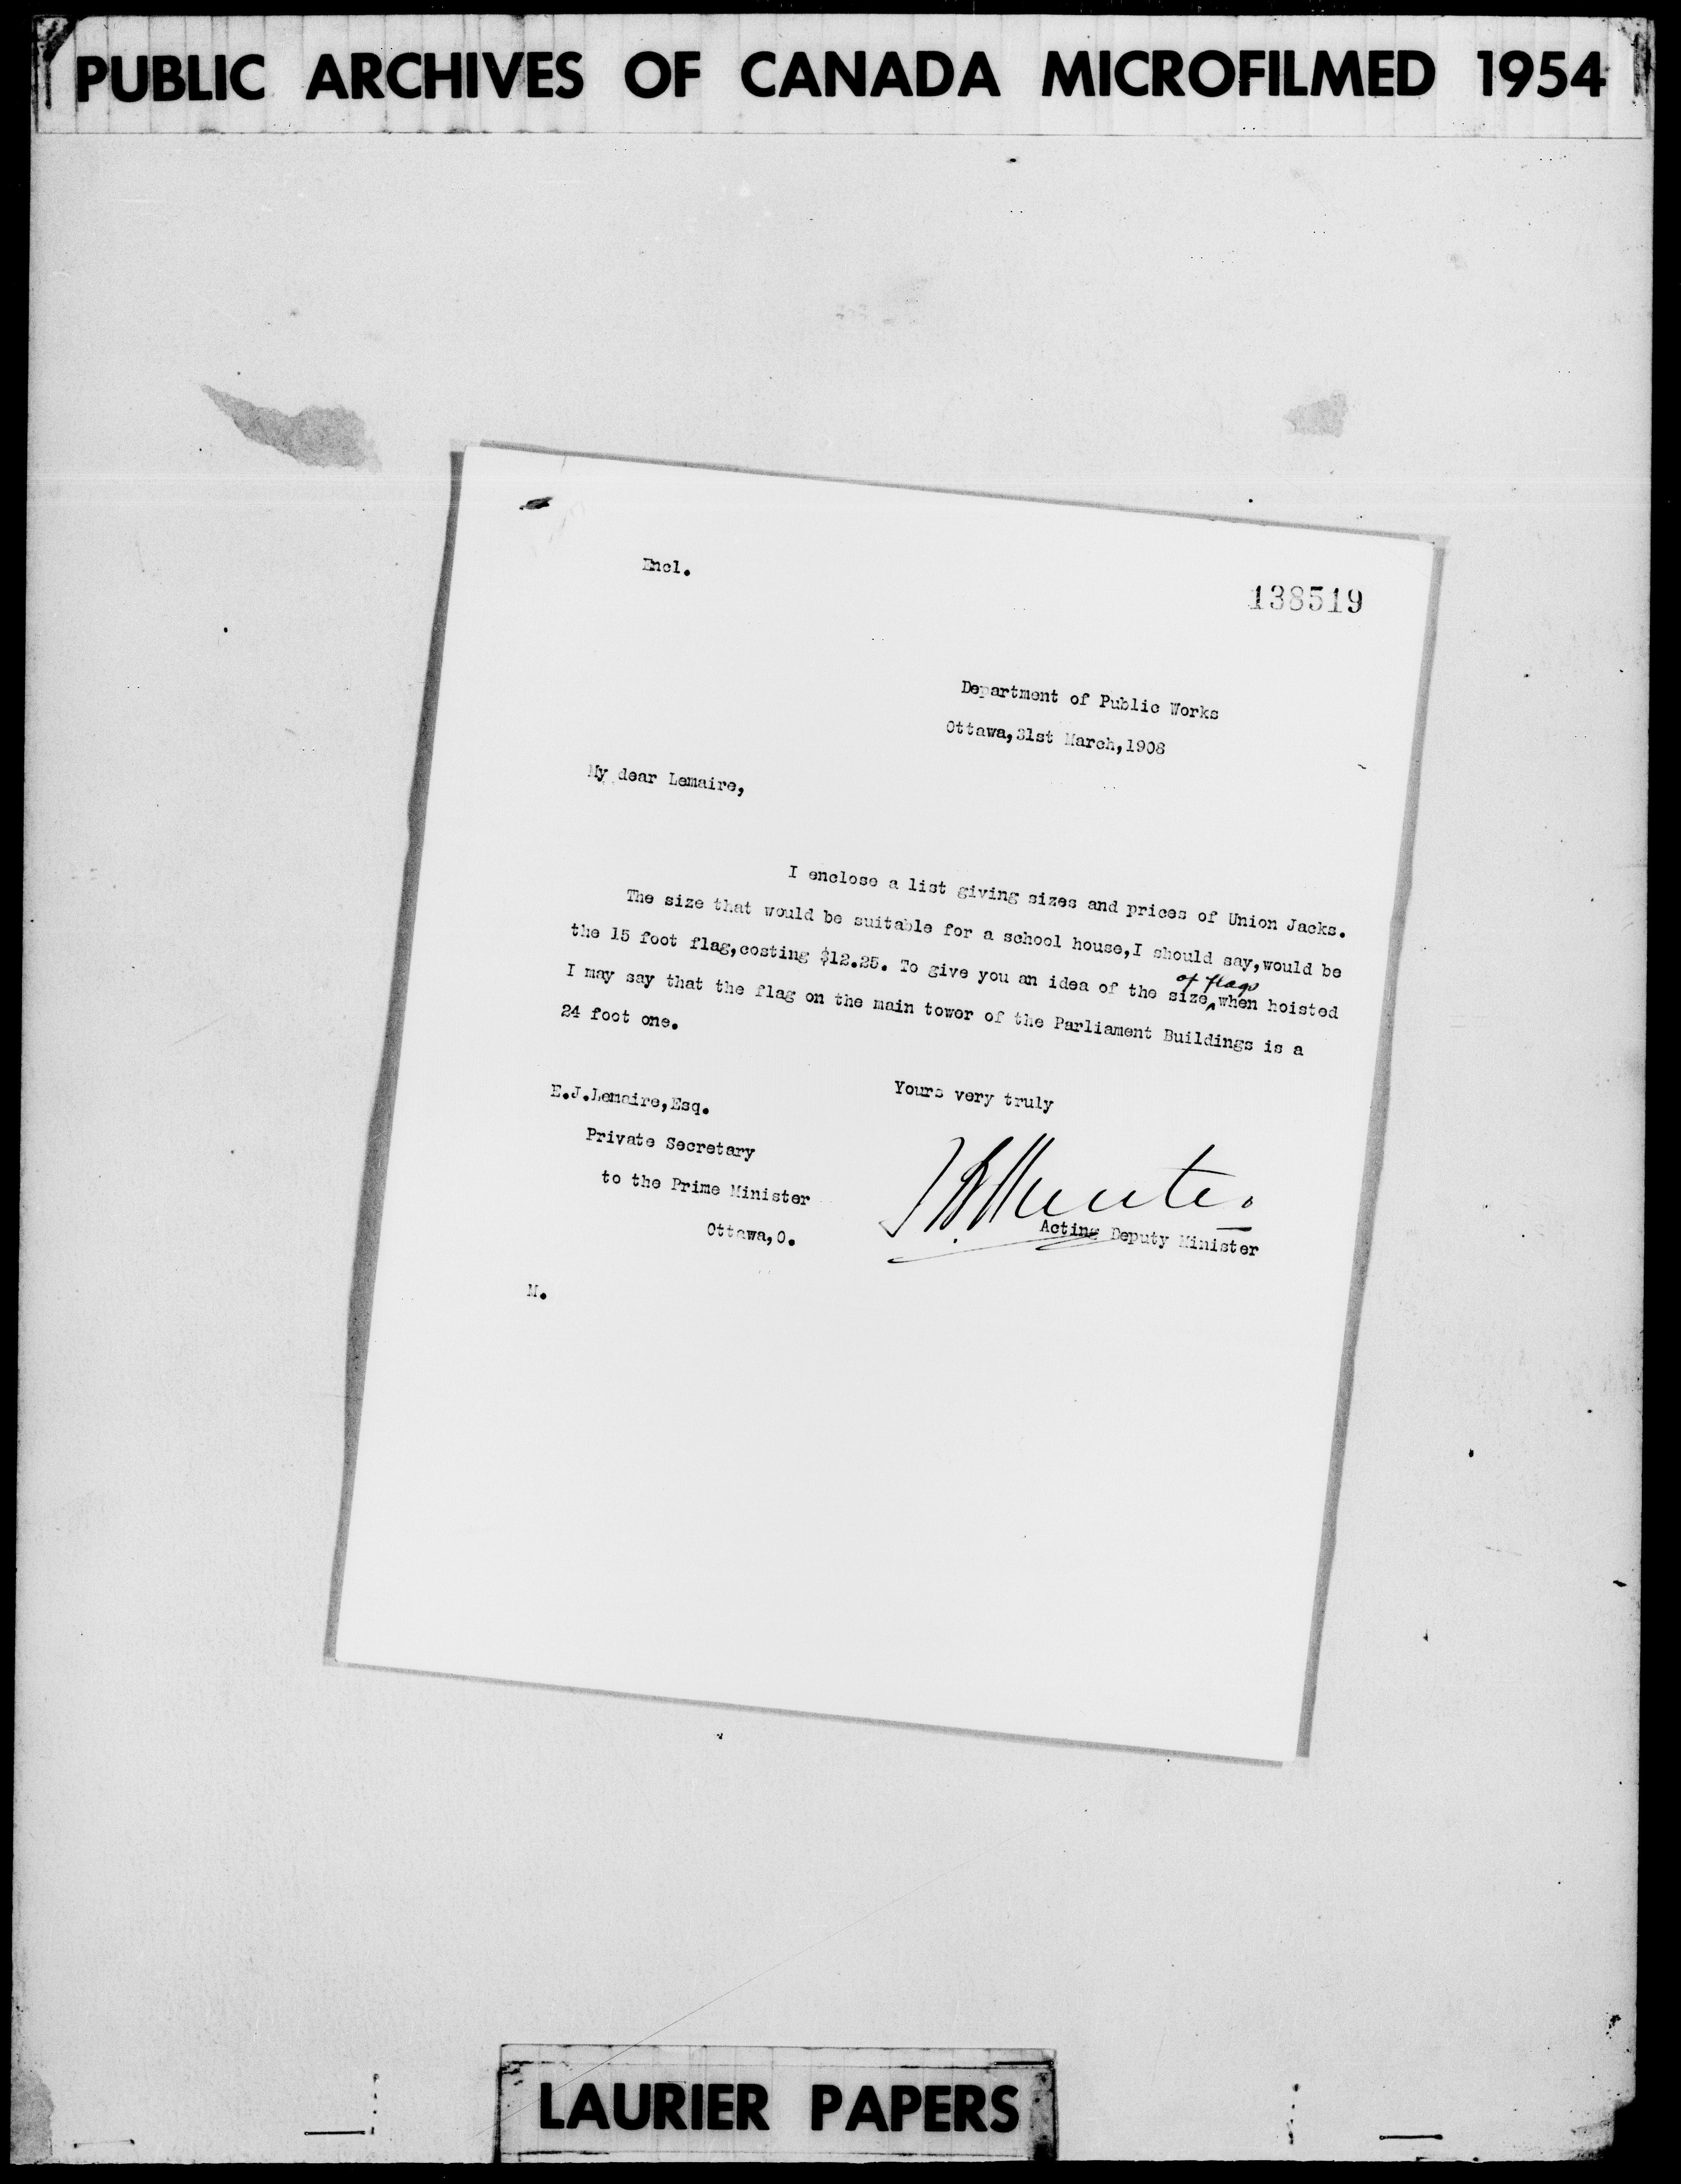 PUBLIC ARCHIVES OF CANADA MICROFILMED 1954
Encl.
138519
Department of Public Works
Ottawa,31st March,1908
My dear Lemaire,
I enclose a list giving sizes and prices of Union Jacks.
The size that would be suitable for a school house,I should say,would be
the 15 foot flag,costing $12.25. To give you an idea of the size of flags when hoisted
I may say that the flag on the main tower of the Parliament Buildings is a
24 foot one.
Yours very truly
E.J.Lemaire,Esq.
Private Secretary
to the Prime Minister
Ottawa,O.
J B Hunter
Acting Deputy Minister
M.
LAURIER PAPERS